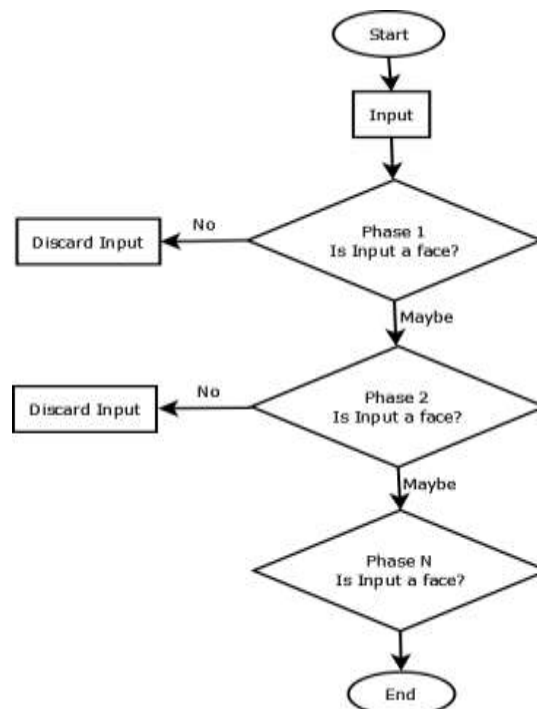 Start
Input
No
Discard Input
Phase 1
Is Input a face?
Maybe
No
Discard Input
Phase 2
Is Input a face?
Maybe
Phase N
Is Input a face?
End